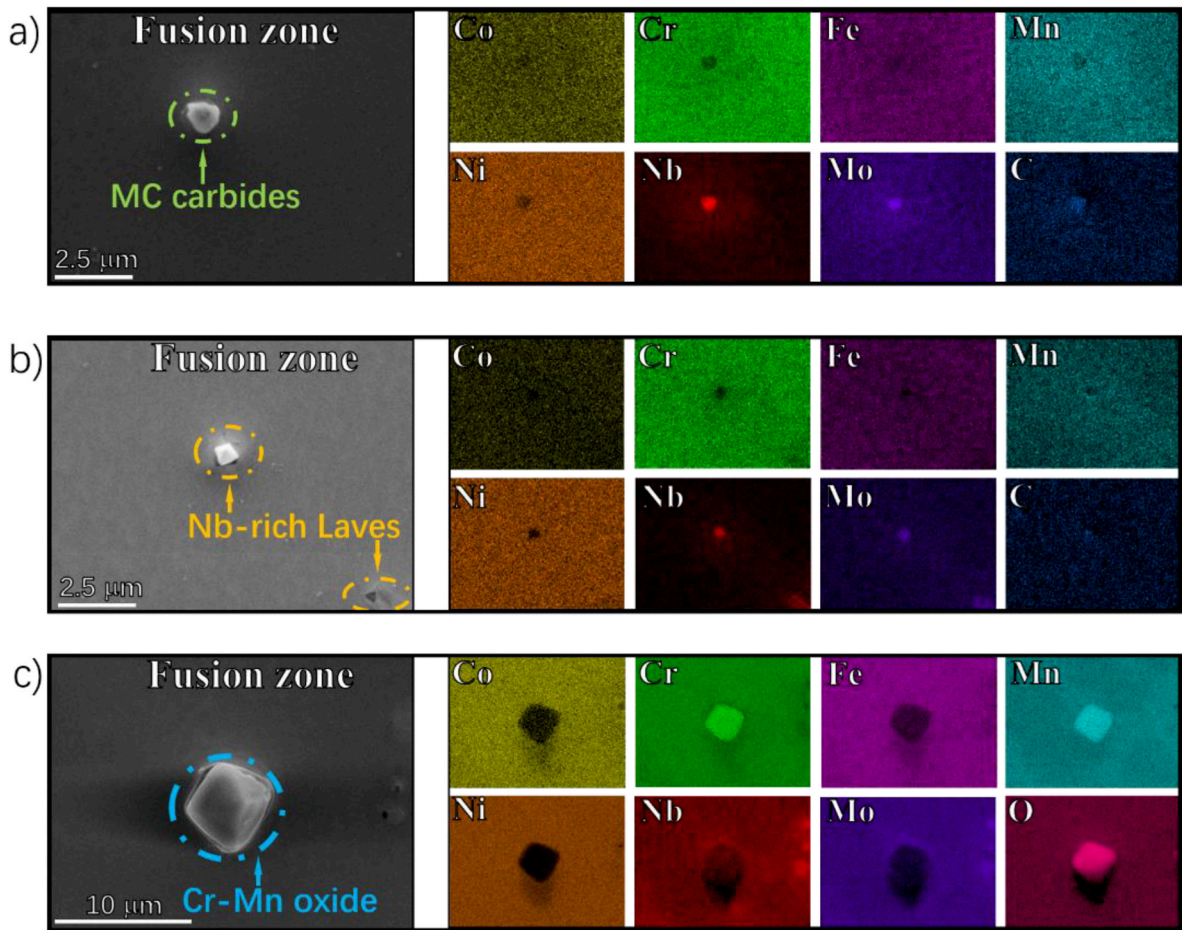 a)
Fusion zone
MC carbides
2.5 μm
Co
Cr
Fe
Mn
Ni
Nb
Mo
C
b)
Fusion zone
Nb-rich Laves
2.5 μm
Co
Cr
Fe
Mn
Ni
Nb
Mo
C
c)
Fusion zone
Cr-Mn oxide
10 μm
Co
Cr
Fe
Mn
Ni
Nb
Mo
O